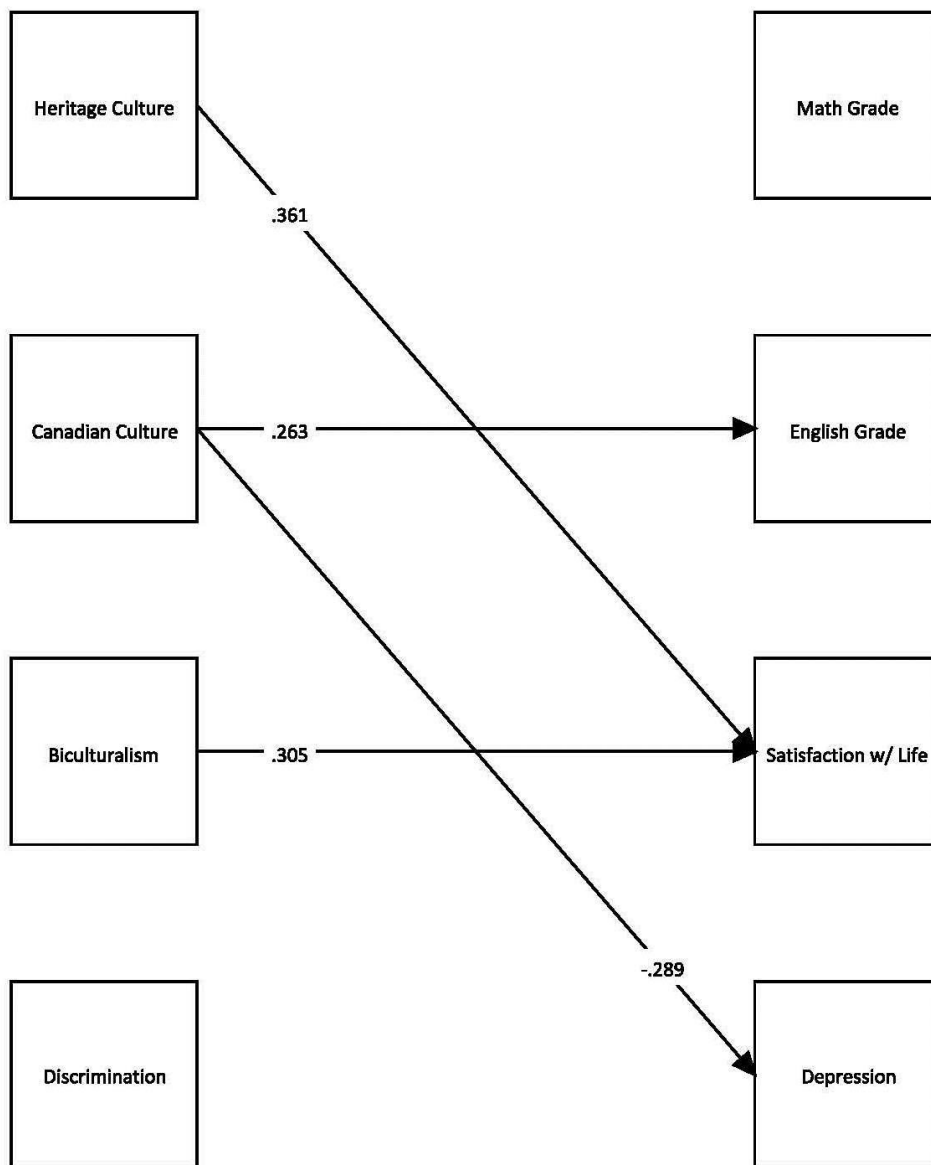 Heritage Culture
Math Grade
.361
Canadian Culture
.263
English Grade
Biculturalism
.305
Satisfaction w/ Life
-.289
Discrimination
Depression